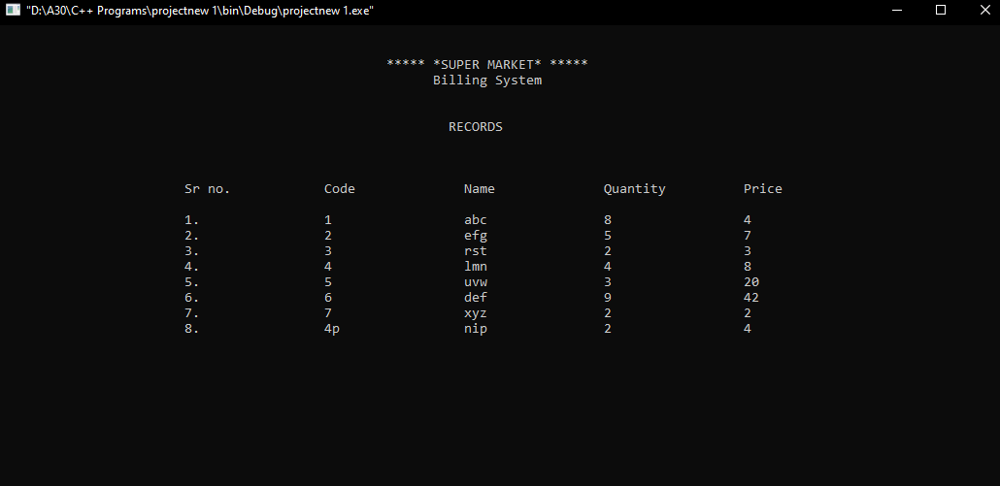 "D:\A30\C++ Programs\projectnew 1\bin\Debug\projectnew 1.exe"
***** *SUPER MARKET* *****
Billing System
RECORDS
Sr no. Code Name Quantity Price
1. 1 abc 8 4
2. 2 efg 5 7
3. 3 rst 2 3
4. 4 lmn 4 8
5. 5 uvw 3 20
6. 6 def 9 42
7. 7 xyz 2 2
8. 4p nip 2 4